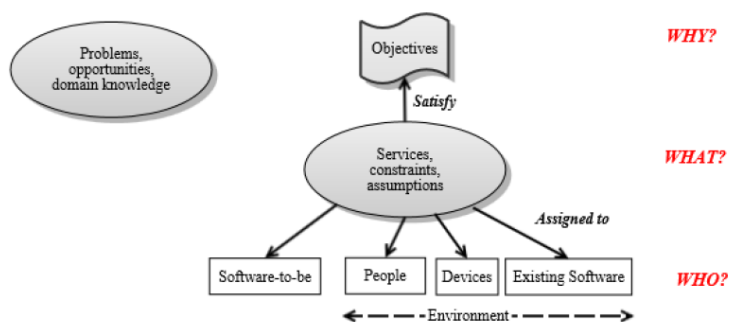 Problems,
opportunities,
domain knowledge
Objectives
WHY?
Satisfy
Services,
constraints,
assumptions
WHAT?
Assigned to
Software-to-be
People
Devices
Existing Software
WHO?
Environment